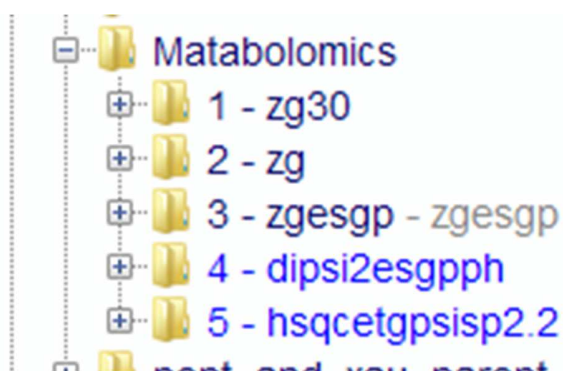 Matabolomics
1 - zg30
2 - zg
3 - zgesgp - zgesgp
4 - dipsi2esgpph
5 - hsqcetgpsisp2.2